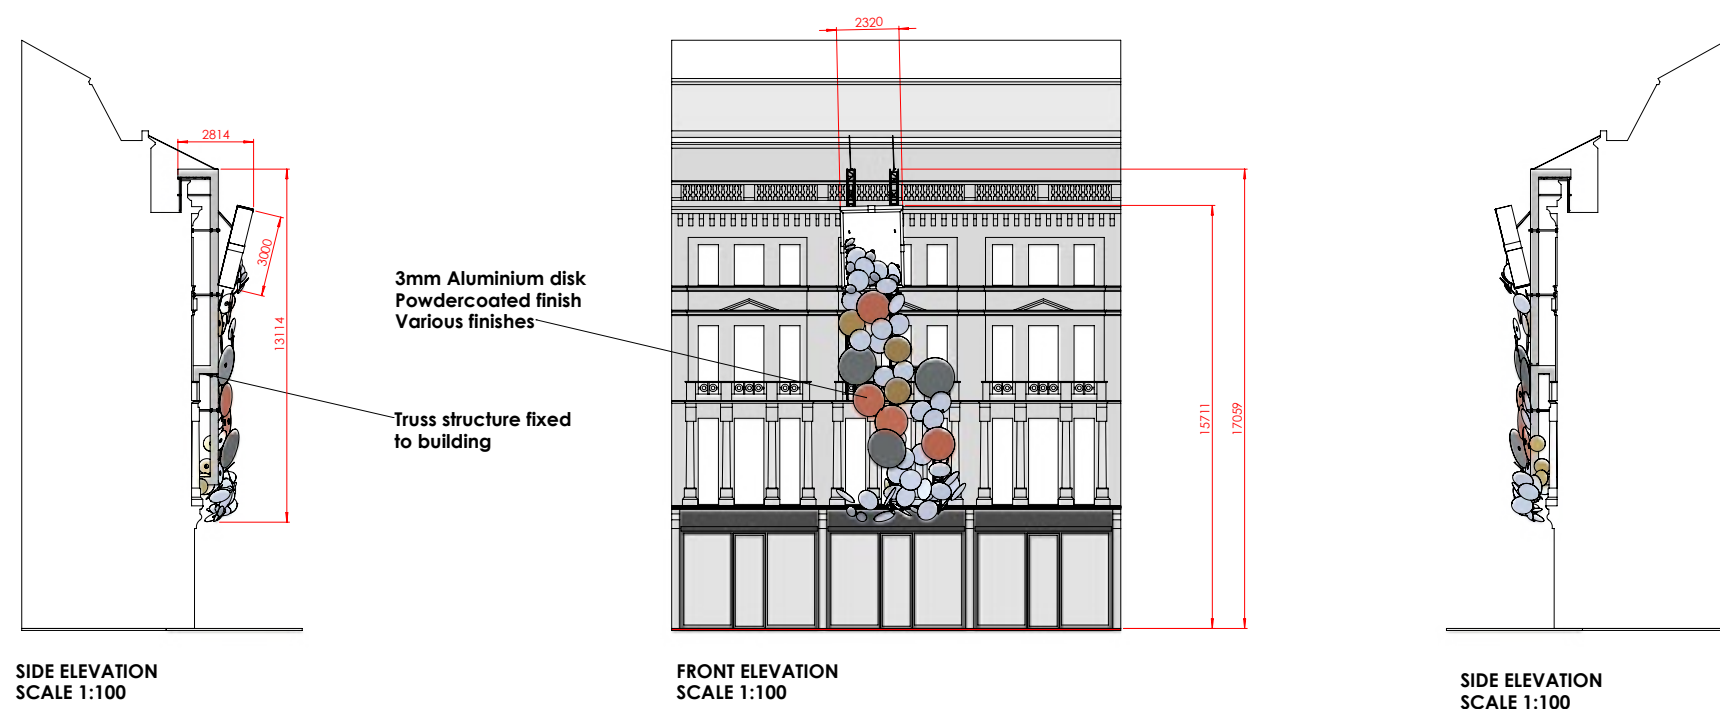 2320
2814
3000
13114
3mm Aluminium disk
Powdercoated finish
Various finishes
Truss structure fixed
to building
15711
17059
SIDE ELEVATION
SCALE 1:100
FRONT ELEVATION
SCALE 1:100
SIDE ELEVATION
SCALE 1:100